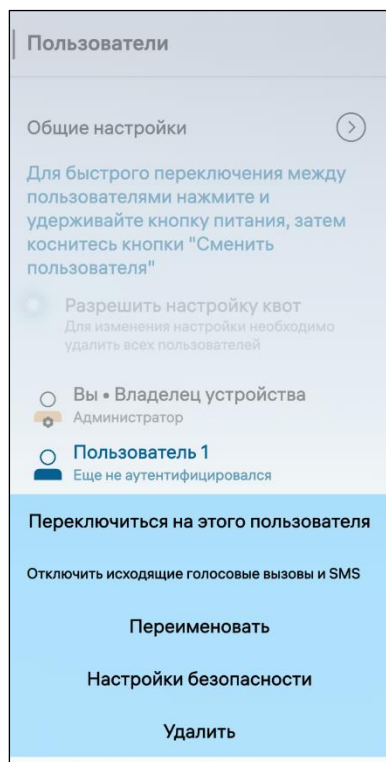 Пользователи
Общие настройки
Для быстрого переключения между
пользователями нажмите и
удерживайте кнопку питания, затем
коснитесь кнопки "Сменить
пользователя"
Разрешить настройку квот
Для изменения настройки необходимо
удалить всех пользователей
Вы • Владелец устройства
Администратор
Пользователь 1
Еще не аутентифицировался
Переключиться на этого пользователя
Отключить исходящие голосовые вызовы и SMS
Переименовать
Настройки безопасности
Удалить